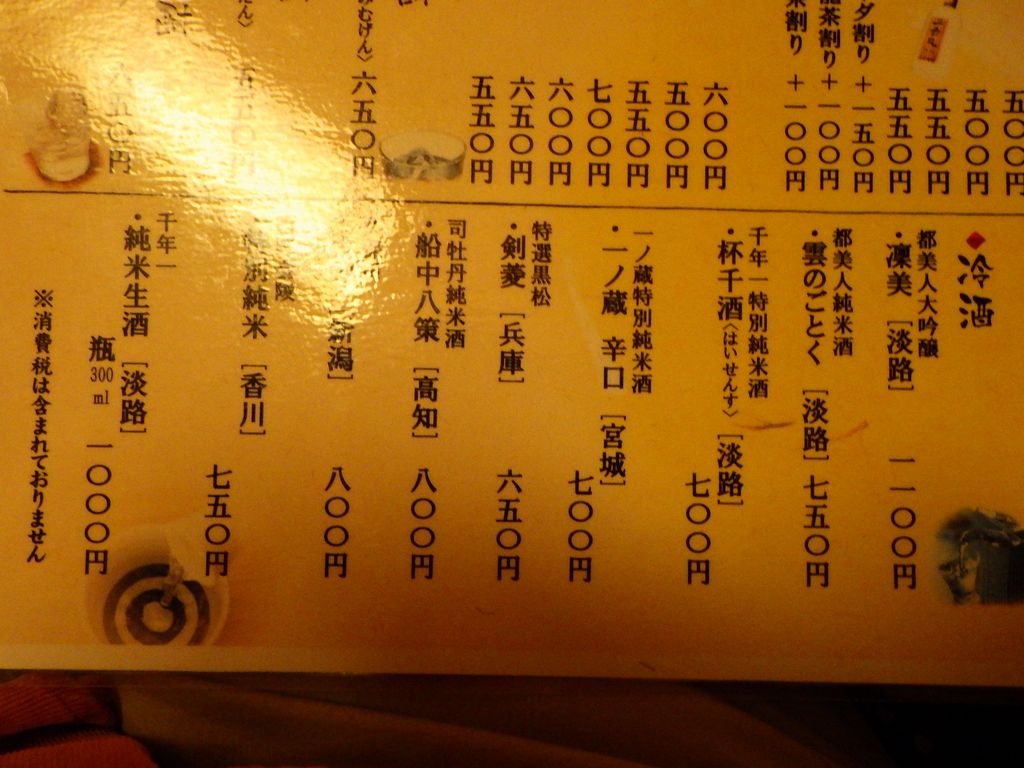 ダ割り +一五〇円
茶割り +一〇〇円
割り +一〇〇円
五〇〇円
五五〇円
五五〇円
六〇〇円
五〇〇円
五五〇円
七〇〇円
六〇〇円
六五〇円
五五〇円
むげん〉 六五〇円
五〇円
◆冷酒
都美人大吟醸
・凜美 [淡路] 一一〇〇円
都美人純米酒
・雲のごとく [淡路] 七五〇円
千年一特別純米酒
・杯千酒〈はいせんす〉 [淡路] 七〇〇円
一ノ蔵特別純米酒
・一ノ蔵 辛口 [宮城] 七〇〇円
特選黒松
・剣菱 [兵庫] 六五〇円
司牡丹純米酒
・船中八策 [高知] 八〇〇円
新潟] 八〇〇円
陵
別純米 [香川] 七五〇円
千年一
・純米生酒 [淡路]
瓶300ml 一〇〇〇円
※消費税は含まれておりません